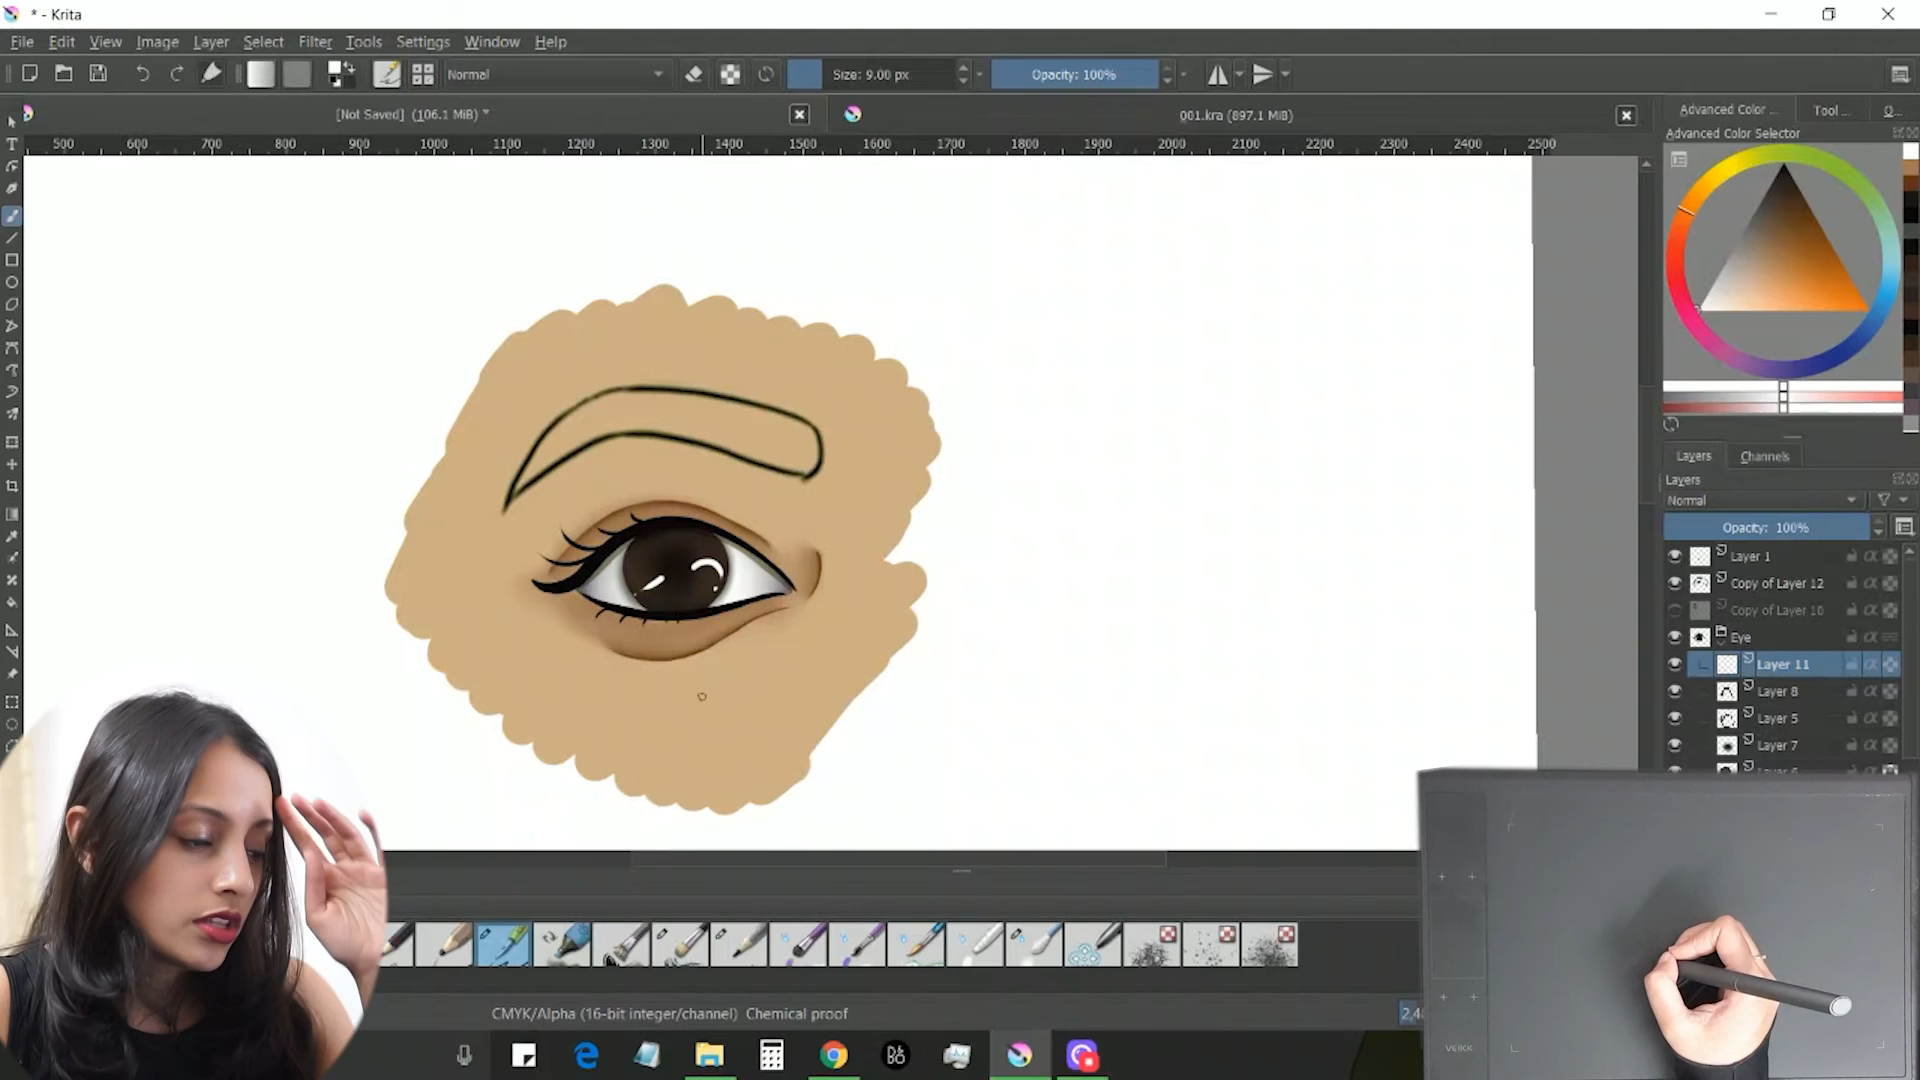 * - Krita
File Edit View Image Layer Select Filter Tools Settings Window Help
Normal
Size: 9.00 px
Opacity: 100%
[Not Saved] (106.1 MiB) *
001.kra (897.1 MiB)
Advanced Color ...
Tool ...
O...
500 600 700 800 900 1000 1100 1200 1300 1400 1500 1600 1700 1800 1900 2000 2100 2200 2300 2400 2500
Advanced Color Selector
Layers Channels
Layers
Normal
Opacity: 100%
Layer 1
Copy of Layer 12
Copy of Layer 10
Eye
Layer 11
Layer 8
Layer 5
Layer 7
CMYK/Alpha (16-bit integer/channel) Chemical proof
VEIKK